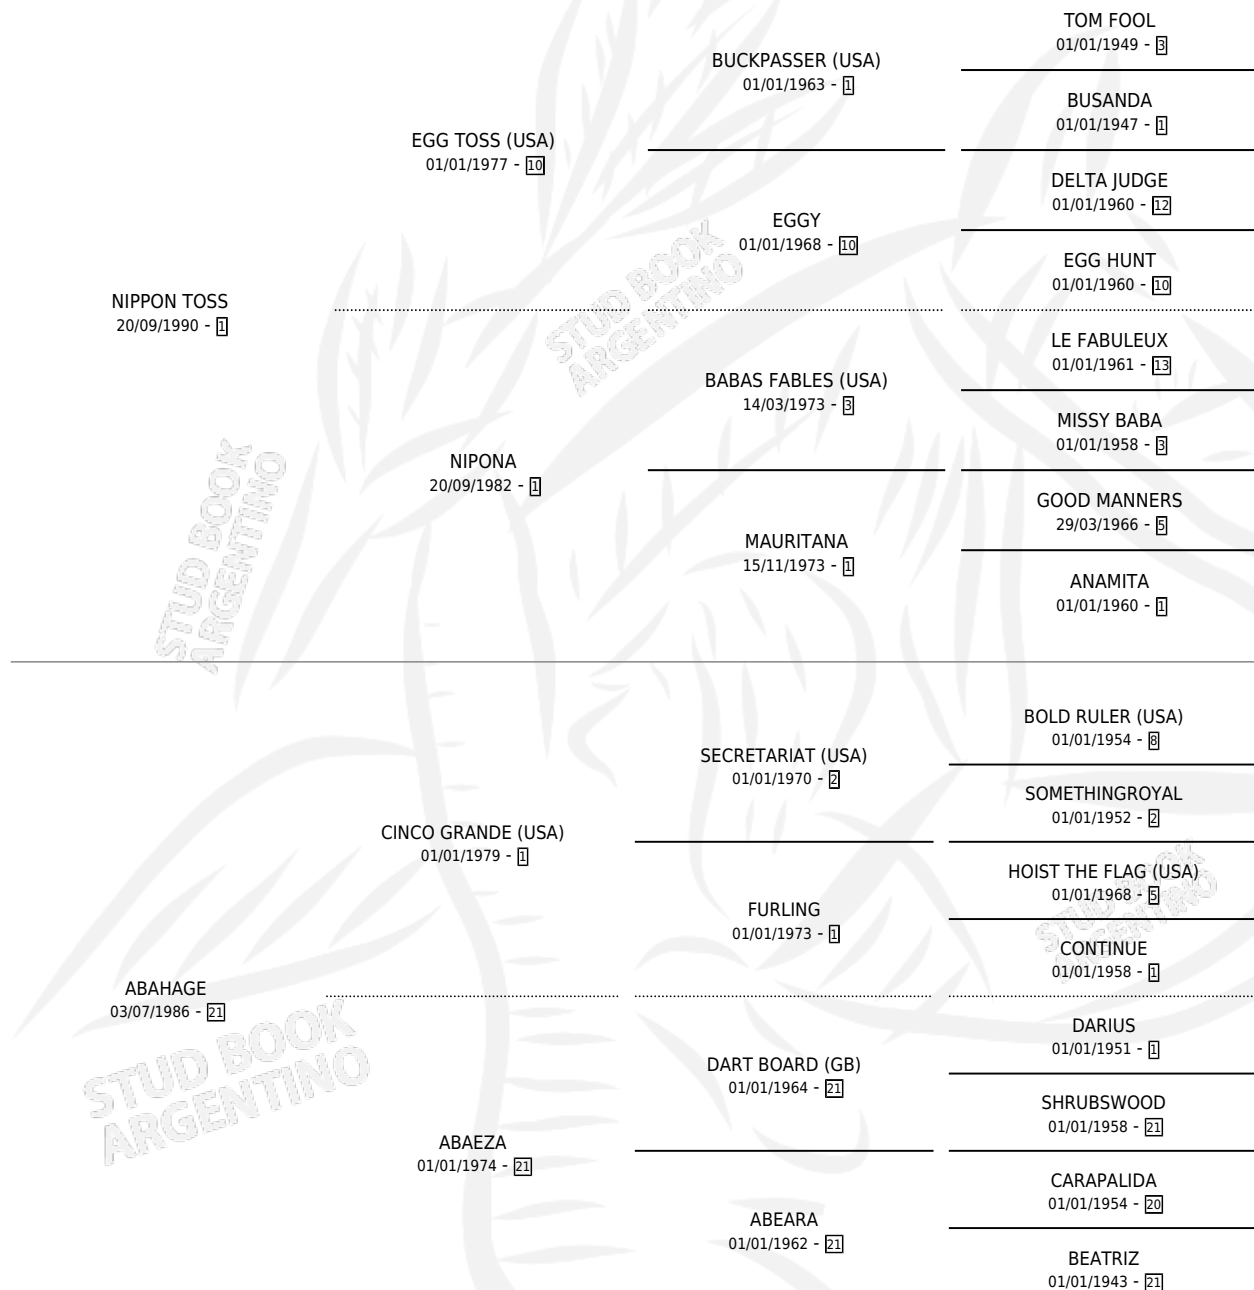 TOM FOOL
01/01/1949 - 3
BUCKPASSER (USA)
01/01/1963 - 1
BUSANDA
01/01/1947 - 1
EGG TOSS (USA)
01/01/1977 - 10
DELTA JUDGE
01/01/1960 - 12
EGGY
01/01/1968 - 10
EGG HUNT
01/01/1960 - 10
NIPPON TOSS
20/09/1990 - 1
STUD BOOK
ARGENTINO
LE FABULEUX
01/01/1961 - 13
BABAS FABLES (USA)
14/03/1973 - 3
MISSY BABA
01/01/1958 - 3
NIPONA
20/09/1982 - 1
GOOD MANNERS
29/03/1966 - 5
MAURITANA
15/11/1973 - 1
ANAMITA
01/01/1960 - 1
STUD BOOK
ARGENTINO
BOLD RULER (USA)
01/01/1954 - 8
SECRETARIAT (USA)
01/01/1970 - 2
SOMETHINGROYAL
01/01/1952 - 2
CINCO GRANDE (USA)
01/01/1979 - 1
HOIST THE FLAG (USA)
01/01/1968 - 5
FURLING
01/01/1973 - 1
STUD BOOK
ARGENTINO
CONTINUE
01/01/1958 - 1
ABAHAGE
03/07/1986 - 21
STUD BOOK
ARGENTINO
DARIUS
01/01/1951 - 1
DART BOARD (GB)
01/01/1964 - 21
SHRUBSWOOD
01/01/1958 - 21
ABAEZA
01/01/1974 - 21
CARAPALIDA
01/01/1954 - 20
ABEARA
01/01/1962 - 21
BEATRIZ
01/01/1943 - 21